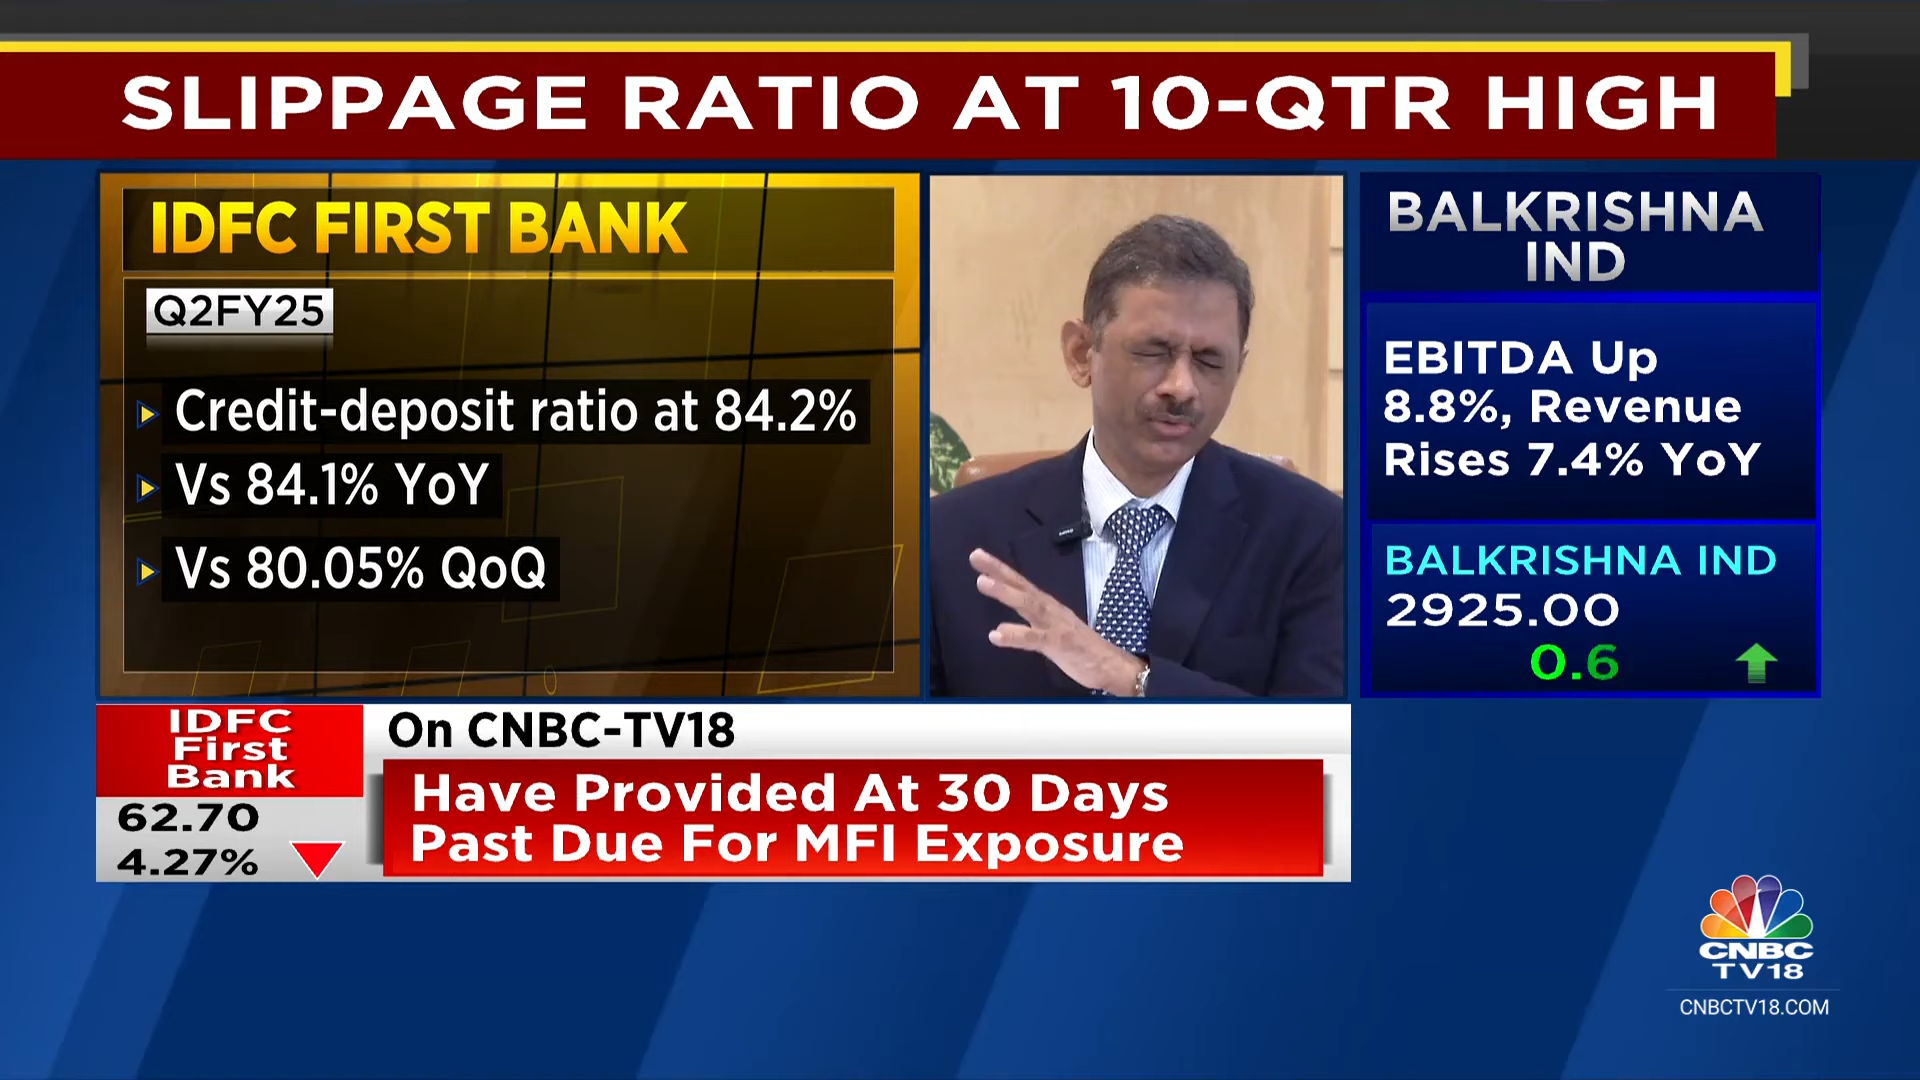 SLIPPAGE RATIO AT 10-QTR HIGH
IDFC FIRST BANK
Q2FY25
Credit-deposit ratio at 84.2%
Vs 84.1% YoY
Vs 80.05% QoQ
BALKRISHNA
IND
EBITDA Up
8.8%, Revenue
Rises 7.4% YoY
BALKRISHNA IND
2925.00
0.6
IDFC
First
Bank
62.70
4.27%
On CNBC-TV18
Have Provided At 30 Days
Past Due For MFI Exposure
CNBC
TV18
CNBCTV18.COM